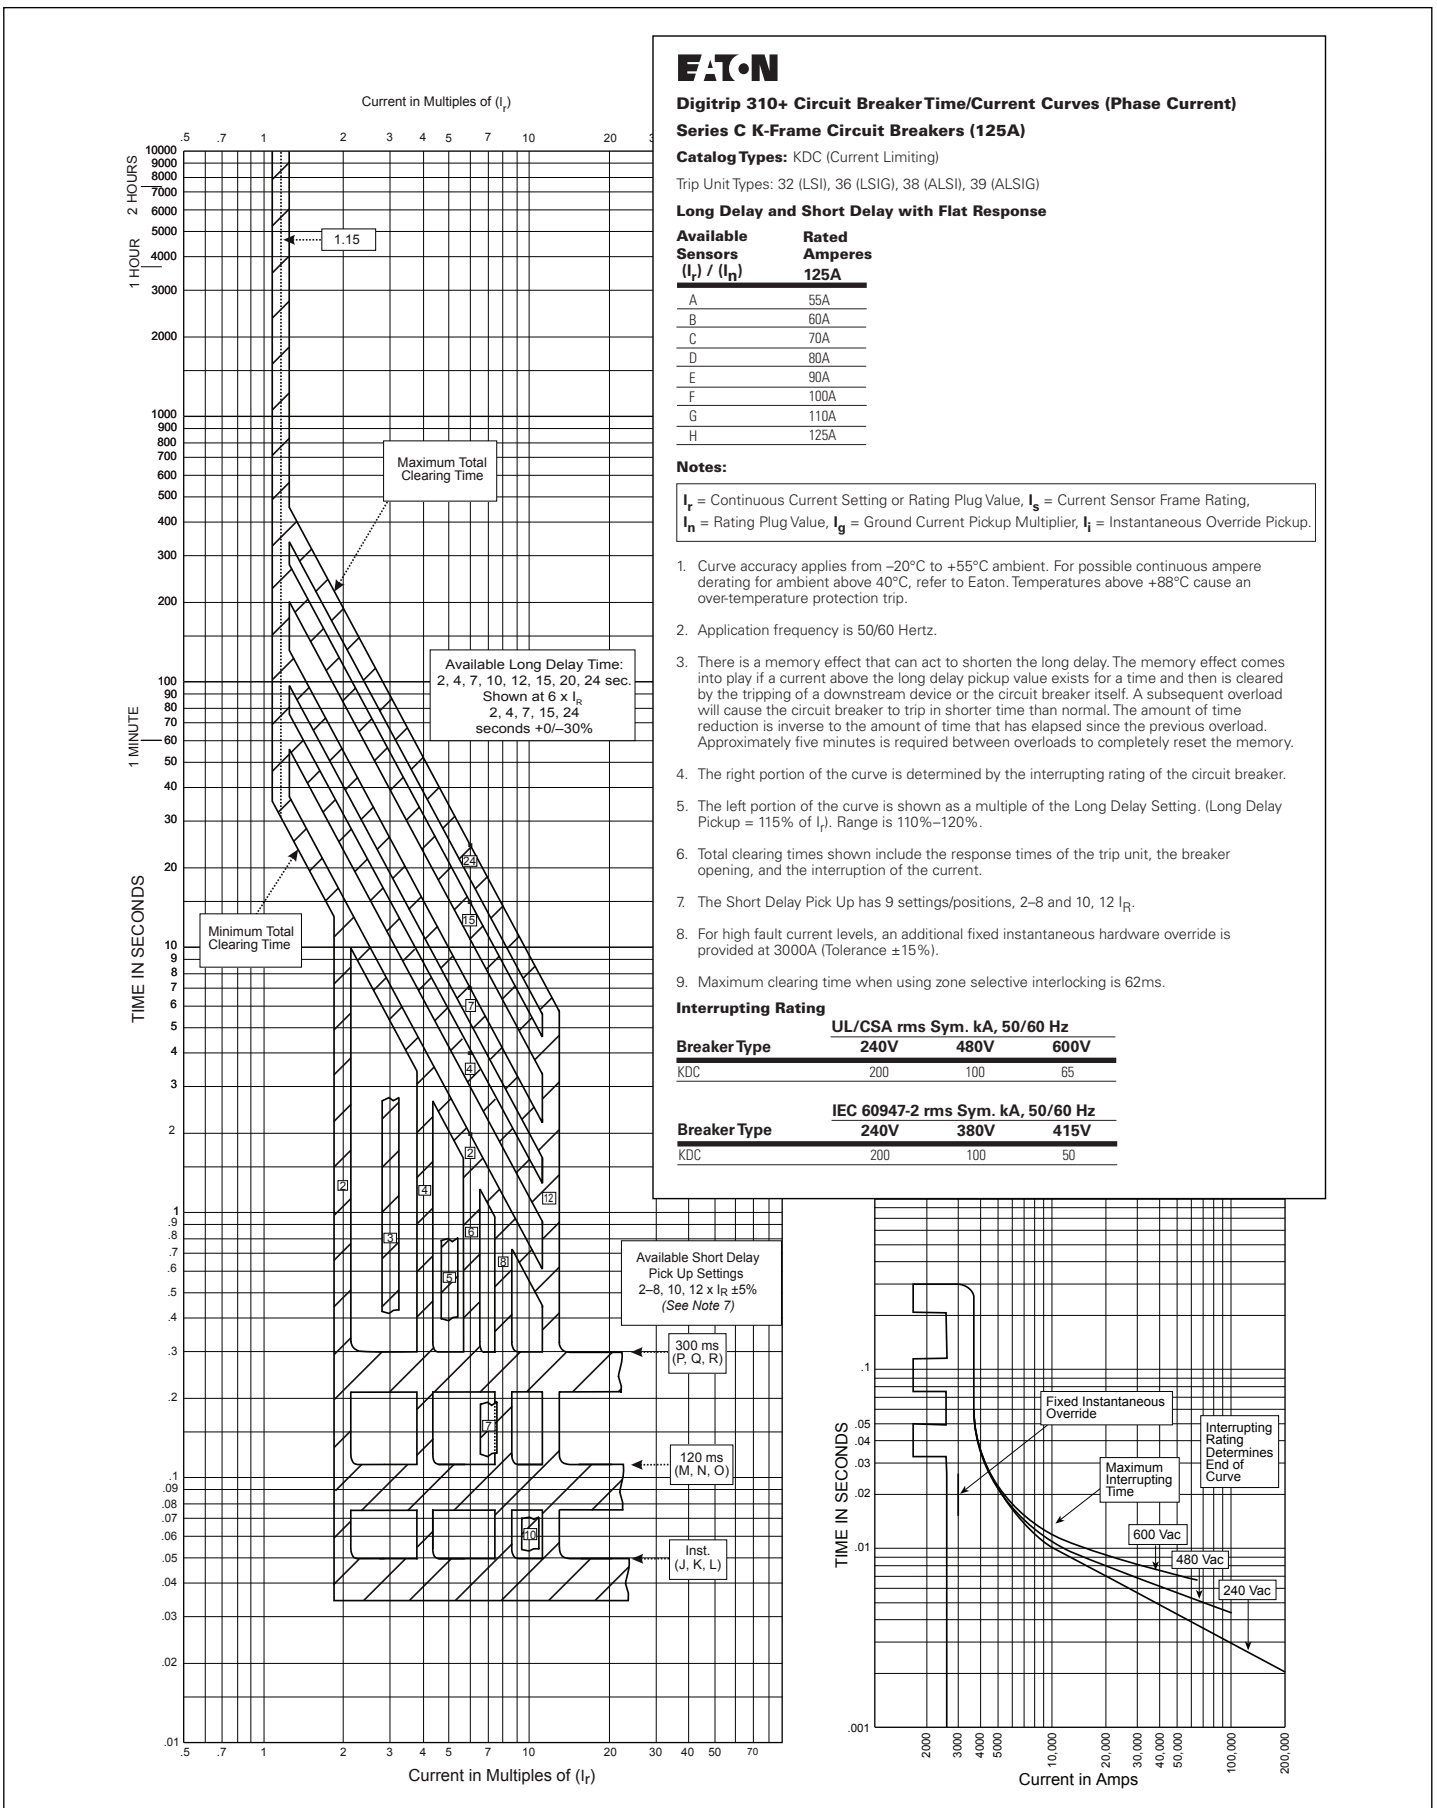 EATON
Digitrip 310+ Circuit Breaker Time/Current Curves (Phase Current)
Series C K-Frame Circuit Breakers (125A)
Catalog Types: KDC (Current Limiting)
Trip Unit Types: 32 (LSI), 36 (LSIG), 38 (ALSI), 39 (ALSIG)
Long Delay and Short Delay with Flat Response
Available Rated
Sensors Amperes
(Ir) / (In) 125A
A 55A
B 60A
C 70A
D 80A
E 90A
F 100A
G 110A
H 125A
Notes:
Ir = Continuous Current Setting or Rating Plug Value, Is = Current Sensor Frame Rating,
In = Rating Plug Value, Ig = Ground Current Pickup Multiplier, Ii = Instantaneous Override Pickup.
1. Curve accuracy applies from –20°C to +55°C ambient. For possible continuous ampere
derating for ambient above 40°C, refer to Eaton. Temperatures above +88°C cause an
over-temperature protection trip.
2. Application frequency is 50/60 Hertz.
3. There is a memory effect that can act to shorten the long delay. The memory effect comes
into play if a current above the long delay pickup value exists for a time and then is cleared
by the tripping of a downstream device or the circuit breaker itself. A subsequent overload
will cause the circuit breaker to trip in shorter time than normal. The amount of time
reduction is inverse to the amount of time that has elapsed since the previous overload.
Approximately five minutes is required between overloads to completely reset the memory.
4. The right portion of the curve is determined by the interrupting rating of the circuit breaker.
5. The left portion of the curve is shown as a multiple of the Long Delay Setting. (Long Delay
Pickup = 115% of Ir). Range is 110%–120%.
6. Total clearing times shown include the response times of the trip unit, the breaker
opening, and the interruption of the current.
7. The Short Delay Pick Up has 9 settings/positions, 2–8 and 10, 12 IR.
8. For high fault current levels, an additional fixed instantaneous hardware override is
provided at 3000A (Tolerance ±15%).
9. Maximum clearing time when using zone selective interlocking is 62ms.
Interrupting Rating
UL/CSA rms Sym. kA, 50/60 Hz
Breaker Type 240V 480V 600V
KDC 200 100 65
IEC 60947-2 rms Sym. kA, 50/60 Hz
Breaker Type 240V 380V 415V
KDC 200 100 50
Current in Multiples of (Ir)
.5 .7 1 2 3 4 5 7 10 20
10000
9000
8000
7000
6000
5000
4000
3000
2000
1000
900
800
700
600
500
400
300
200
100
90
80
70
60
50
40
30
20
10
9
8
7
6
5
4
3
2
1
.9
.8
.7
.6
.5
.4
.3
.2
.1
.09
.08
.07
.06
.05
.04
.03
.02
.01
2 HOURS
1 HOUR
1 MINUTE
TIME IN SECONDS
1.15
Maximum Total
Clearing Time
Available Long Delay Time:
2, 4, 7, 10, 12, 15, 20, 24 sec.
Shown at 6 x IR
2, 4, 7, 15, 24
seconds +0/–30%
24
15
7
4
2
Minimum Total
Clearing Time
2
3
4
5
6
8
12
7
10
Available Short Delay
Pick Up Settings
2–8, 10, 12 x IR ±5%
(See Note 7)
300 ms
(P, Q, R)
120 ms
(M, N, O)
Inst.
(J, K, L)
.5 .7 1 2 3 4 5 7 10 20 30 40 50 70
Current in Multiples of (Ir)
TIME IN SECONDS
.1
.05
.04
.03
.02
.01
.001
Fixed Instantaneous
Override
Maximum
Interrupting
Time
Interrupting
Rating
Determines
End of
Curve
600 Vac
480 Vac
240 Vac
2000 3000 4000 5000 10,000 20,000 30,000 40,000 50,000 100,000 200,000
Current in Amps